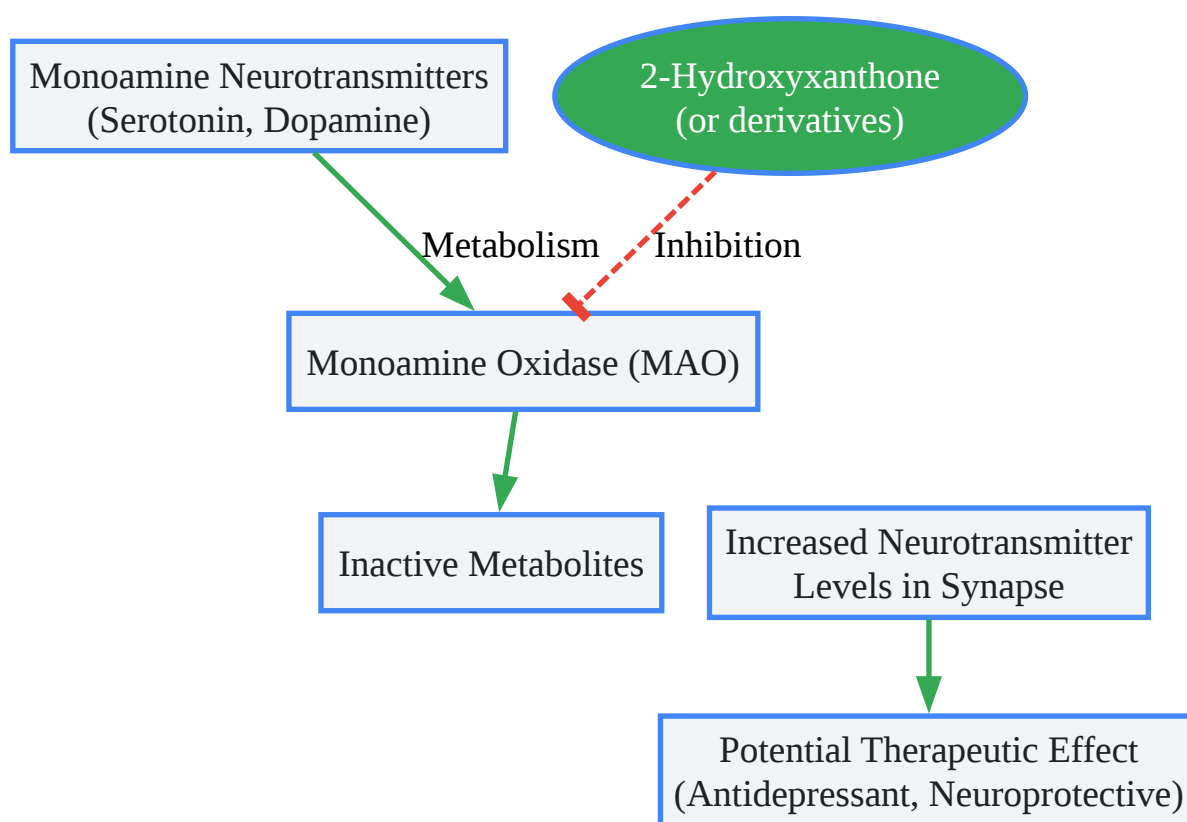 Monoamine Neurotransmitters
(Serotonin, Dopamine)
2-Hydroxyxanthone
(or derivatives)
Metabolism
Inhibition
Monoamine Oxidase (MAO)
Inactive Metabolites
Increased Neurotransmitter
Levels in Synapse
Potential Therapeutic Effect
(Antidepressant, Neuroprotective)